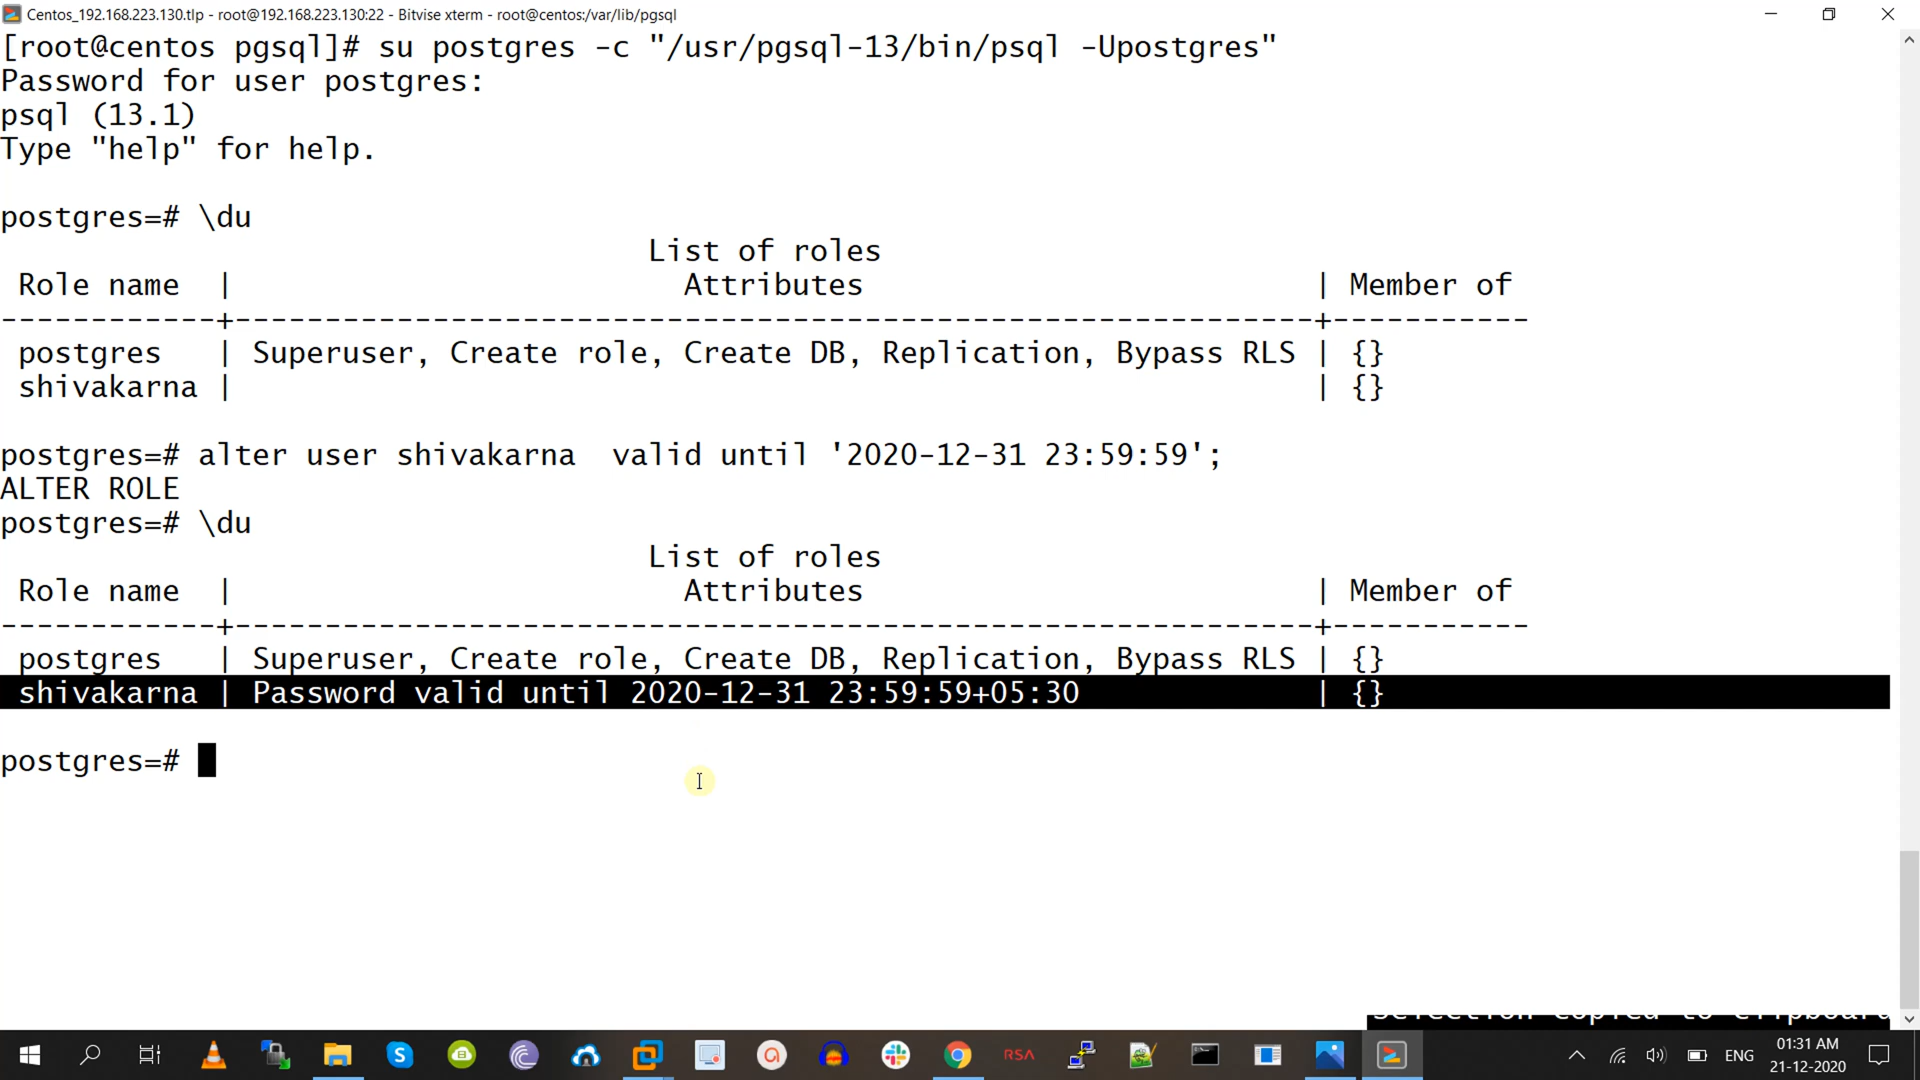 Centos_192.168.223.130.tlp - root@192.168.223.130:22 - Bitvise xterm - root@centos:/var/lib/pgsql
[root@centos pgsql]# su postgres -c "/usr/pgsql-13/bin/psql -Upostgres"
Password for user postgres:
psql (13.1)
Type "help" for help.
postgres=# \du
List of roles
Role name | Attributes | Member of
------------+------------------------------------------------------------+-----------
postgres | Superuser, Create role, Create DB, Replication, Bypass RLS | {}
shivakarna | | {}
postgres=# alter user shivakarna  valid until '2020-12-31 23:59:59';
ALTER ROLE
postgres=# \du
List of roles
Role name | Attributes | Member of
------------+------------------------------------------------------------+-----------
postgres | Superuser, Create role, Create DB, Replication, Bypass RLS | {}
shivakarna | Password valid until 2020-12-31 23:59:59+05:30 | {}
postgres=#
Selection copied to clipboard
RSA
ENG
01:31 AM
21-12-2020